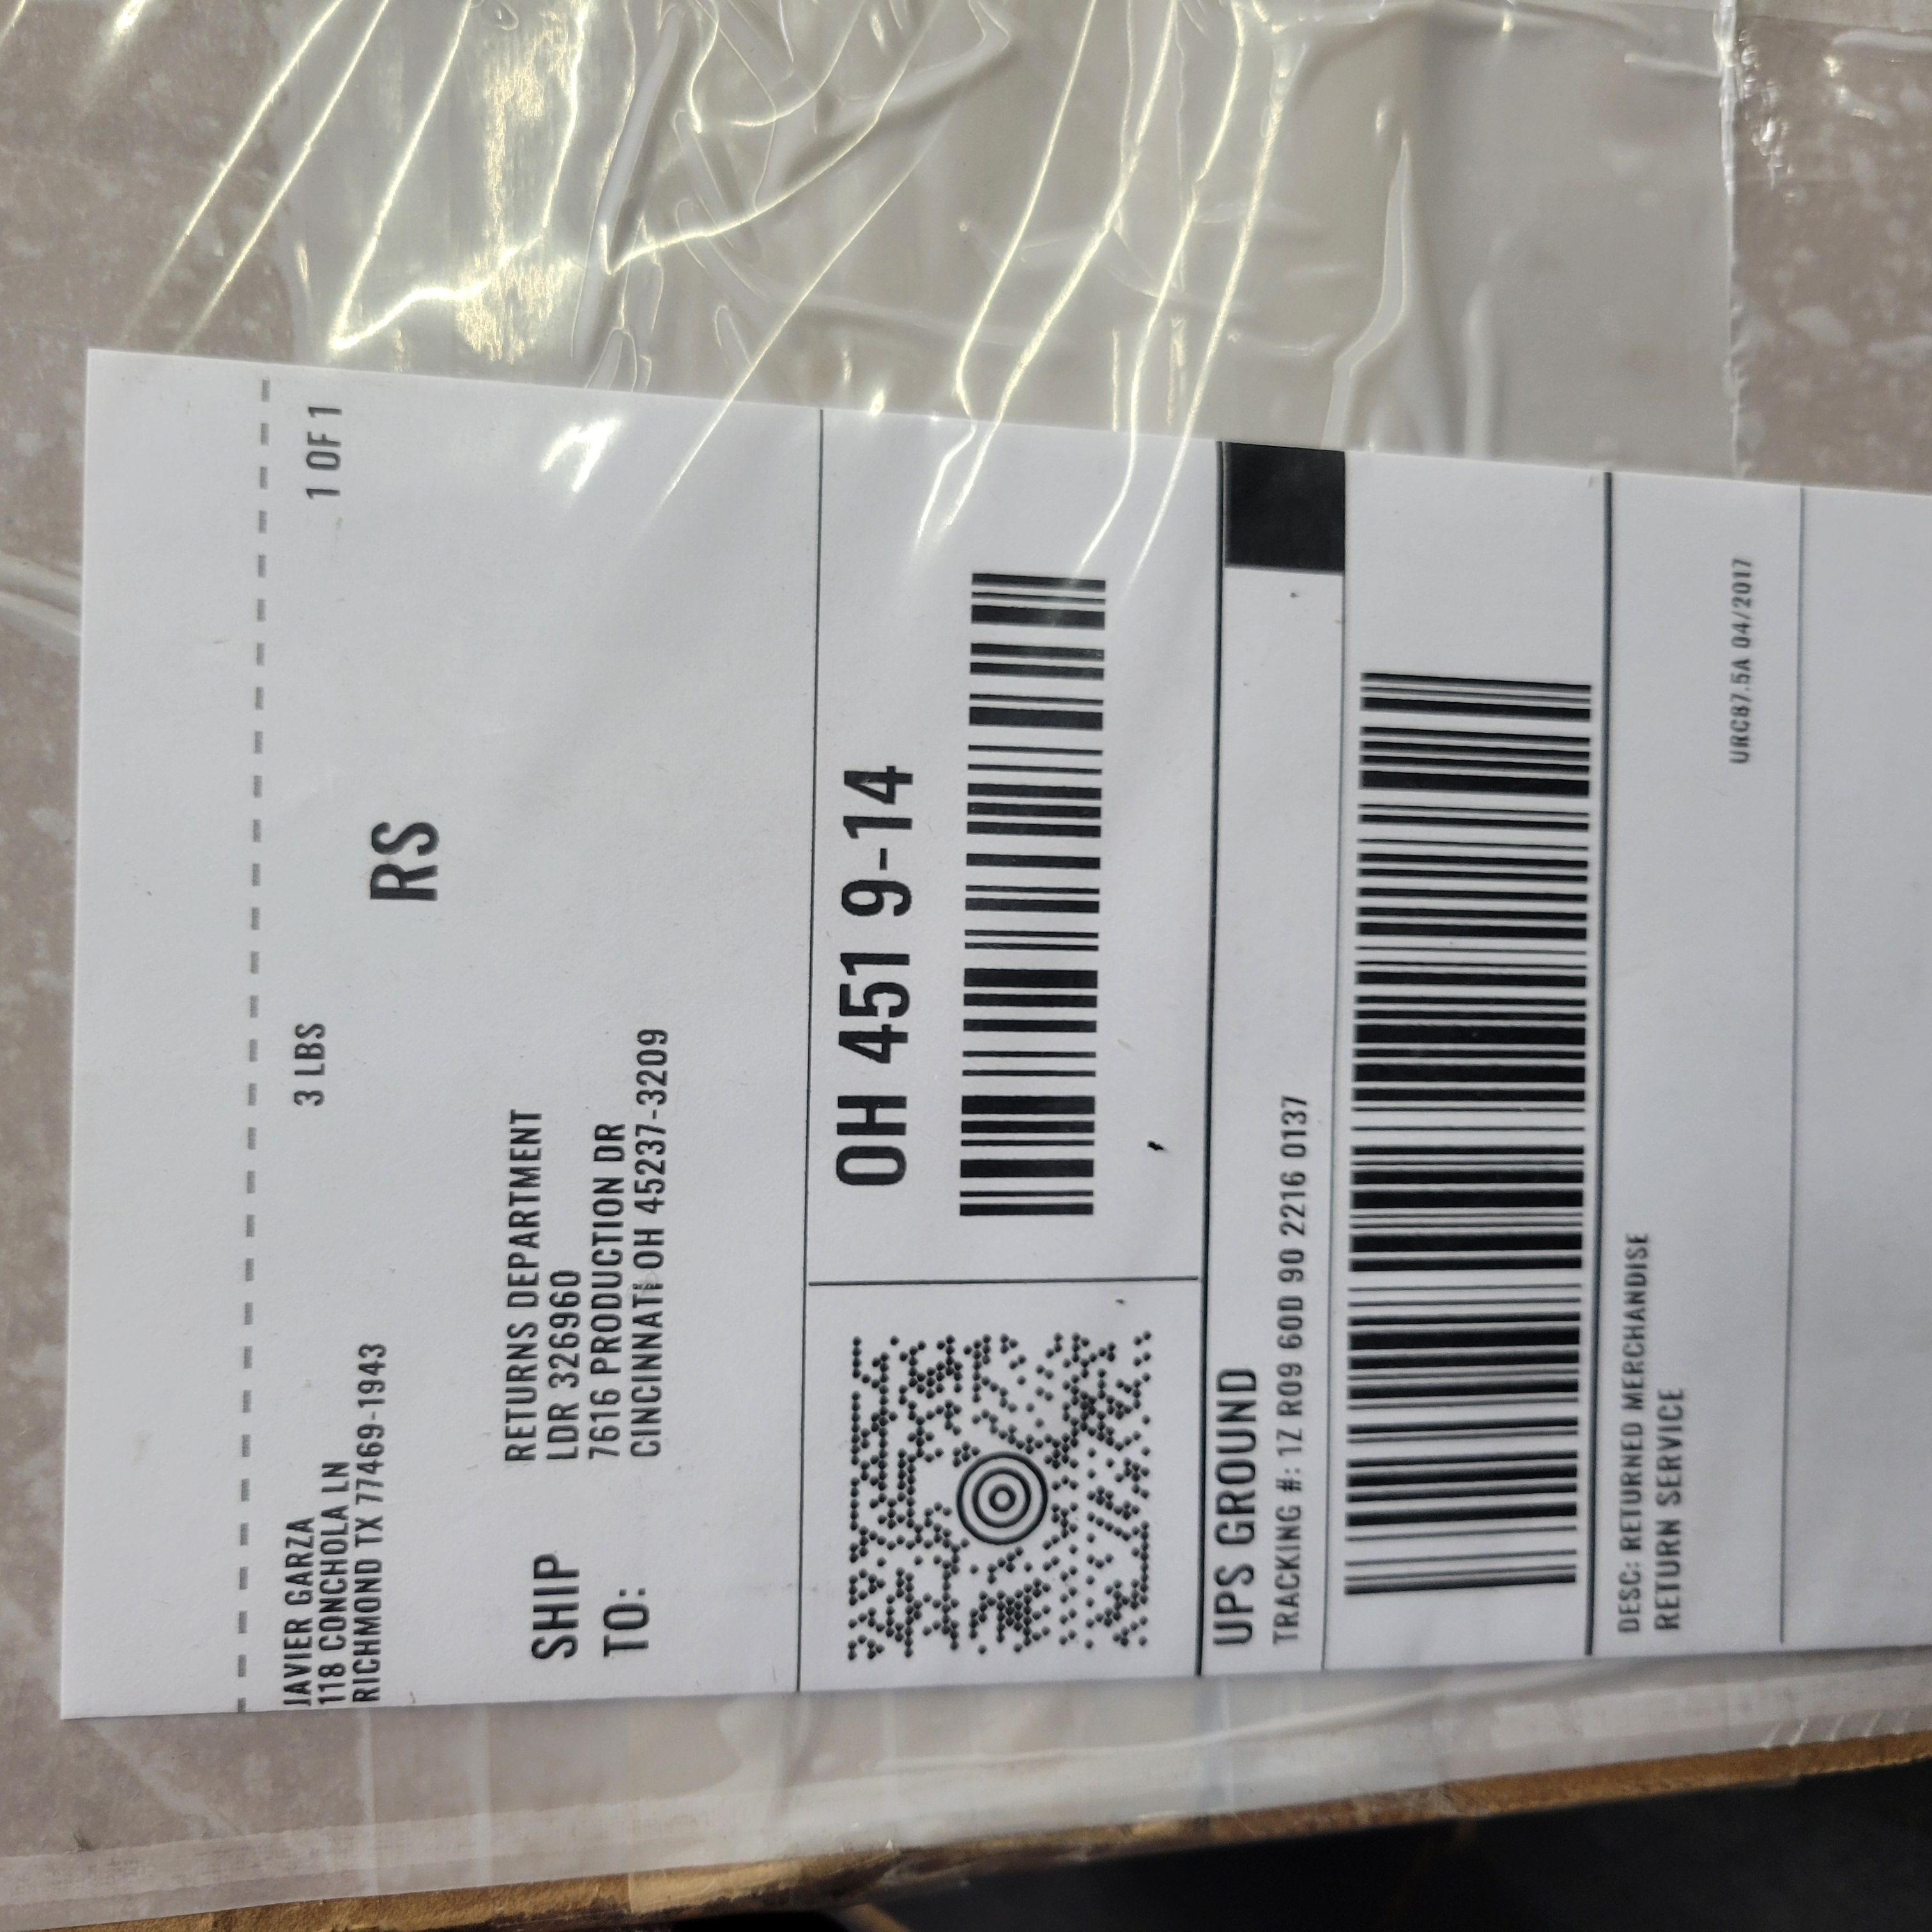 JAVIER GARZA
118 CONCHOLA LN
RICHMOND TX 77469-1943
3 LBS
1 OF 1
RS
SHIP
TO:
RETURNS DEPARTMENT
LDR 326960
7616 PRODUCTION DR
CINCINNATI OH 45237-3209
OH 451 9-14
UPS GROUND
TRACKING #: 1Z R09 60D 90 2216 0137
DESC: RETURNED MERCHANDISE
RETURN SERVICE
URC87.5A 04/2017